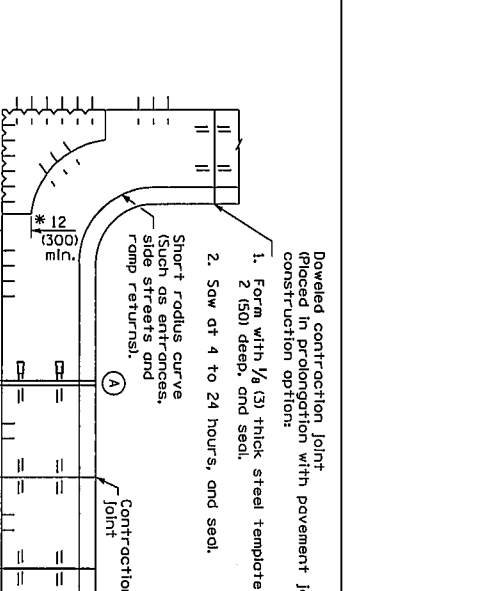 Doweled contraction joint
(Placed in prolongation with pavement
construction option:
1. Form with 1/8 (3) thick steel template
2 (50) deep, and seal.
2. Saw at 4 to 24 hours, and seal.
Short radius curve
(Such as entrances,
side streets and
ramp returns).
* 12
(300)
min.
A
Contraction
joint